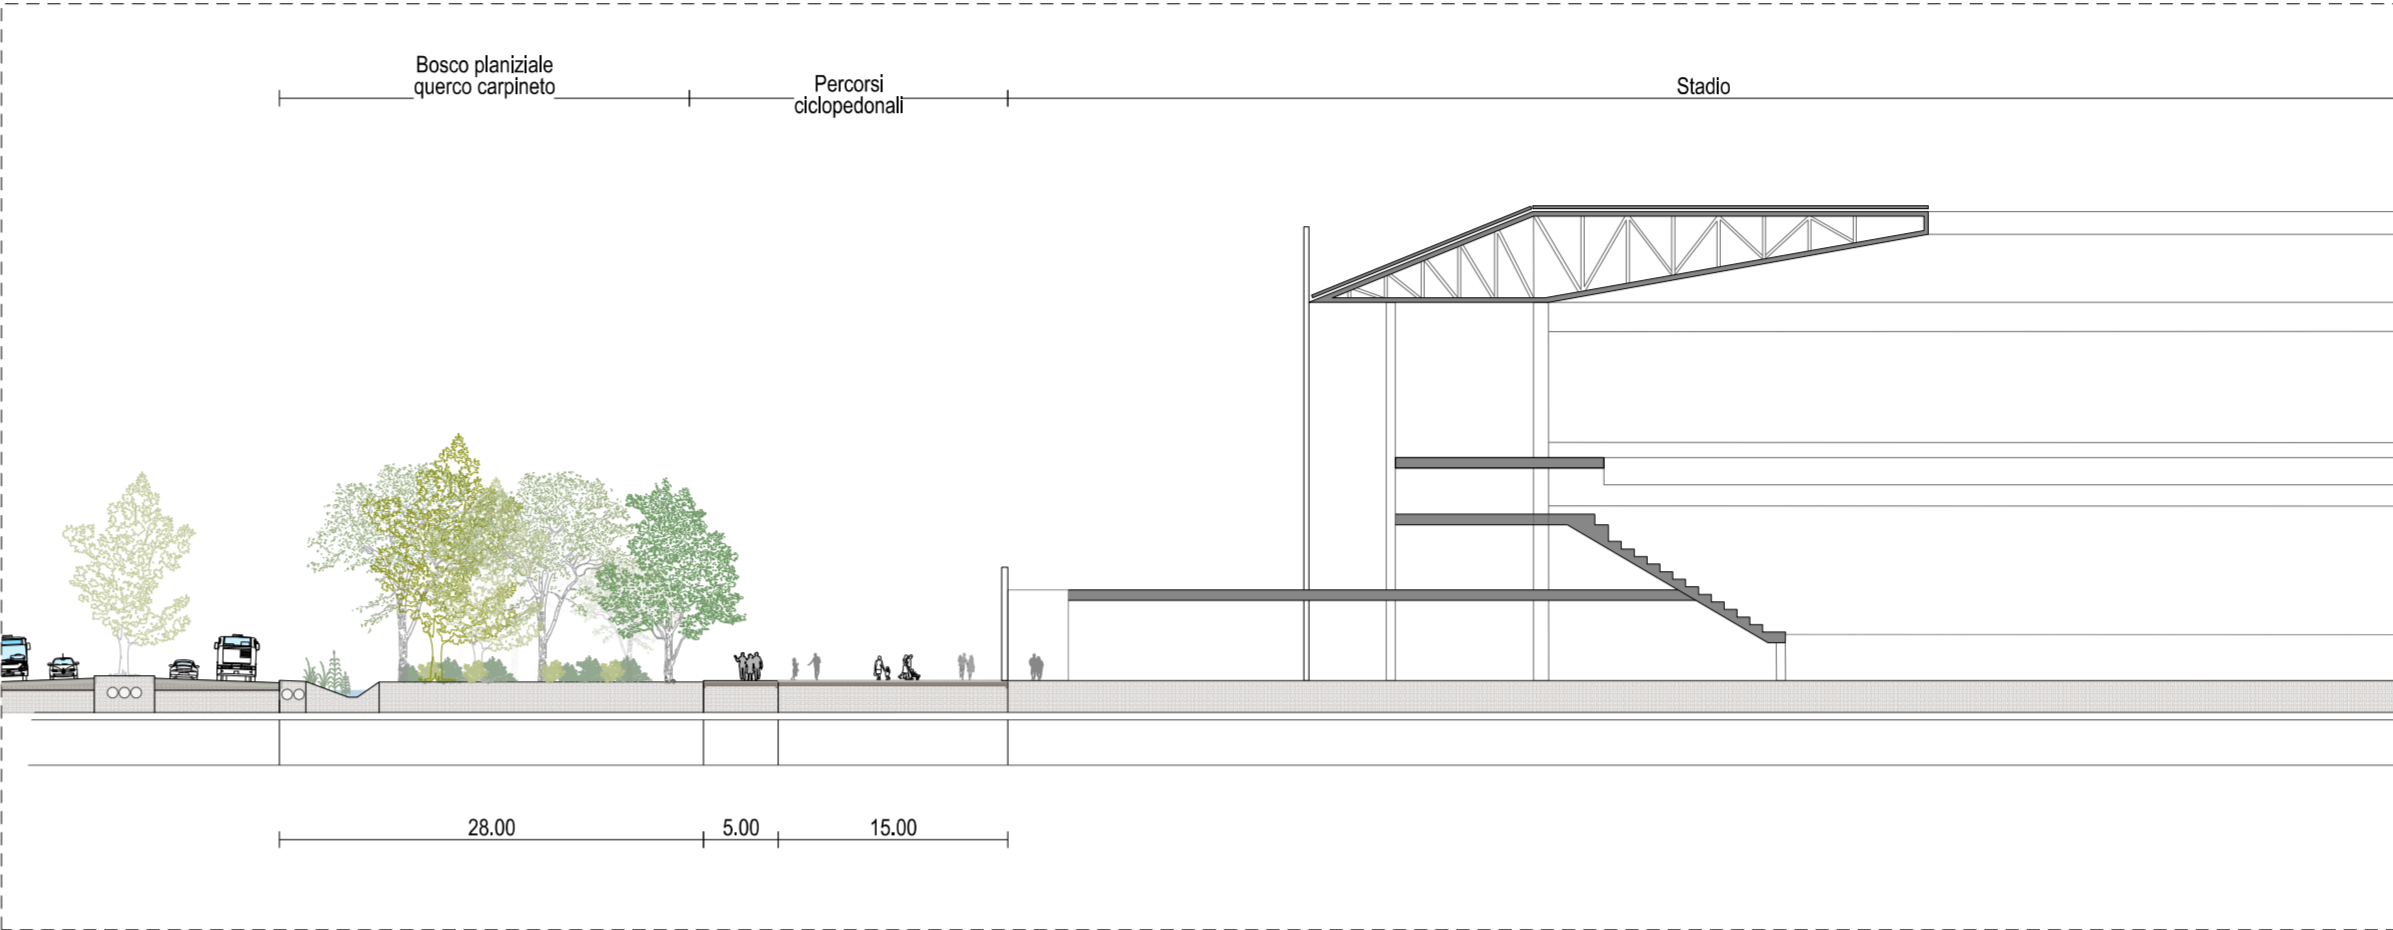 Bosco planiziale
querco carpineto
Percorsi
ciclopedonali
Stadio
28.00
5.00
15.00